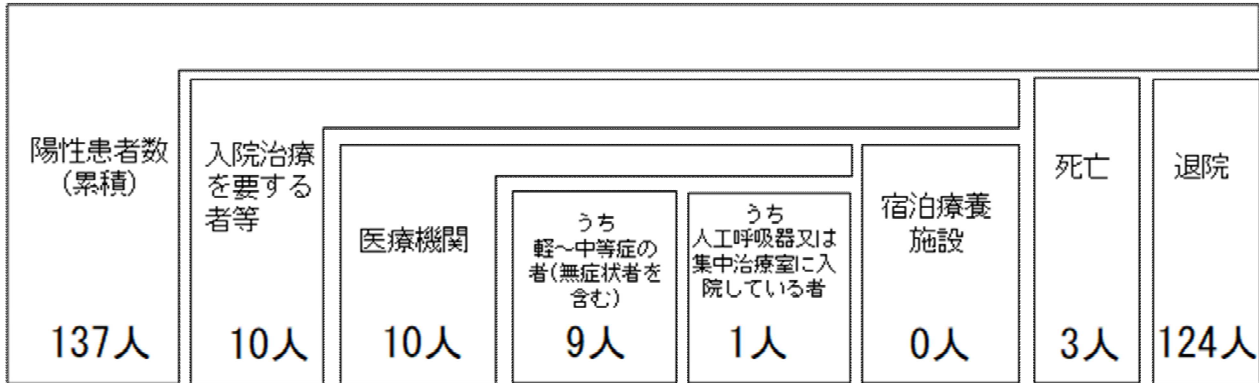 陽性患者数
(累積)
137人
入院治療
を要する
者等
10人
医療機関
10人
うち
軽～中等症の
者(無症状者を
含む)
9人
うち
人工呼吸器又は
集中治療室に入
院している者
1人
宿泊療養
施設
0人
死亡
3人
退院
124人